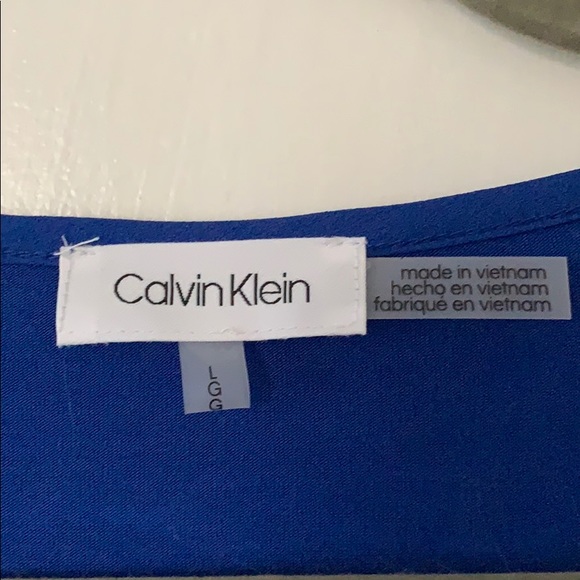 Calvin Klein
made in vietnam
hecho en vietnam
fabriqué en vietnam
L
G
G